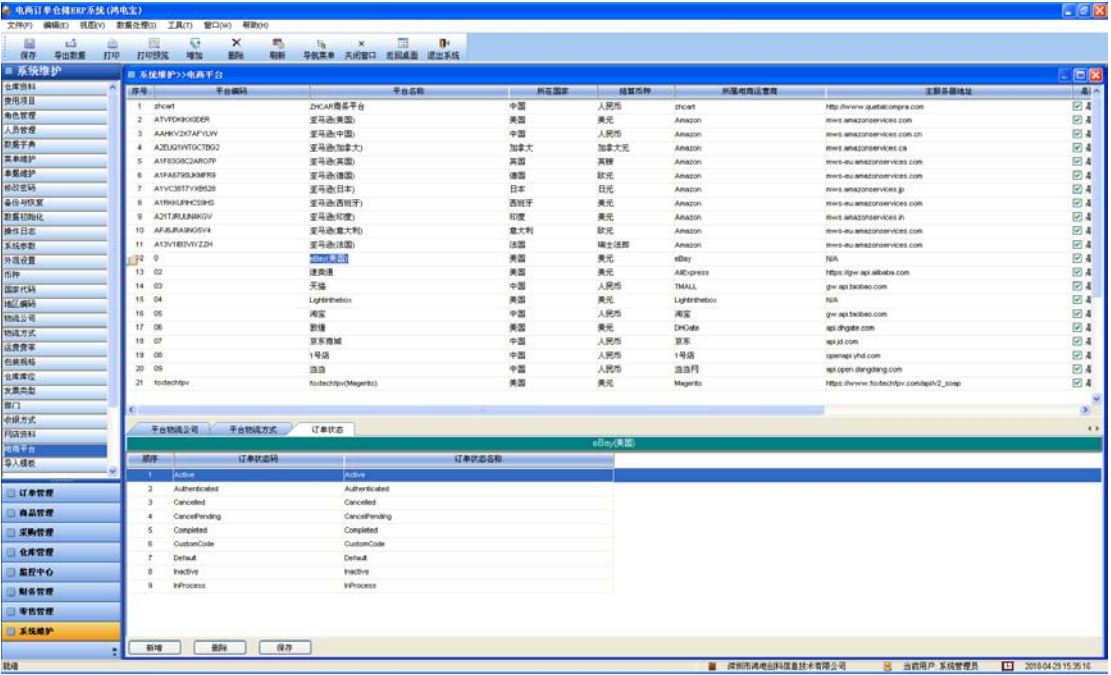 电商订单仓储ERP系统(鸿电宝)
文件(F) 编辑(E) 视图(V) 数据处理(D) 工具(T) 窗口(W) 帮助(H)
保存 导出数据 打印 打印预览 增加 删除 刷新 导航菜单 关闭窗口 返回桌面 退出系统
系统维护
仓库资料
费用项目
角色管理
人员管理
数据字典
菜单维护
单据维护
修改密码
备份与恢复
数据初始化
操作日志
系统参数
外观设置
币种
国家代码
地区编码
物流公司
物流方式
运费费率
包装规格
仓库库位
发票类型
部门
收银方式
网店资料
电商平台
导入模板
订单管理
商品管理
采购管理
仓库管理
监控中心
财务管理
零售管理
系统维护
系统维护>>电商平台
序号 平台编码 平台名称 所在国家 结算币种 所属电商运营商 主服务器地址
1 zhcart ZHCAR商务平台 中国 人民币 zhcart http://www.quetalcompra.com
2 亚马逊(美国) 美国 美元 Amazon mws.amazonservices.com
3 亚马逊(中国) 中国 人民币 Amazon mws.amazonservices.com.cn
4 亚马逊(加拿大) 加拿大 加拿大元 Amazon mws.amazonservices.ca
5 亚马逊(英国) 英国 英镑 Amazon mws-eu.amazonservices.com
6 亚马逊(德国) 德国 欧元 Amazon mws-eu.amazonservices.com
7 亚马逊(日本) 日本 日元 Amazon mws.amazonservices.jp
8 亚马逊(西班牙) 西班牙 美元 Amazon mws-eu.amazonservices.com
9 亚马逊(印度) 印度 美元 Amazon mws.amazonservices.in
10 亚马逊(意大利) 意大利 欧元 Amazon mws-eu.amazonservices.com
11 亚马逊(法国) 法国 瑞士法郎 Amazon mws-eu.amazonservices.com
12 0 eBay(美国) 美国 美元 eBay N/A
13 02 速卖通 美国 美元 AliExpress https://gw.api.alibaba.com
14 03 天猫 中国 人民币 TMALL gw.api.taobao.com
15 04 Lightinthebox 美国 美元 Lightinthebox N/A
16 05 淘宝 中国 人民币 淘宝 gw.api.taobao.com
17 06 敦煌 美国 美元 DHGate api.dhgate.com
18 07 京东商城 中国 人民币 京东 api.jd.com
19 08 1号店 中国 人民币 1号店 openapi.yhd.com
20 09 当当 中国 人民币 当当网 api.open.dangdang.com
21 foxtechfpv foxtechfpv(Magento) 美国 美元 Magento https://www.foxtechfpv.com/api/v2_soap
平台物流公司 平台物流方式 订单状态
eBay(美国)
顺序 订单状态码 订单状态名称
1 Active Active
2 Authenticated Authenticated
3 Cancelled Cancelled
4 CancelPending CancelPending
5 Completed Completed
6 CustomCode CustomCode
7 Default Default
8 Inactive Inactive
9 InProcess InProcess
新增 删除 保存
就绪 深圳市鸿电创科信息技术有限公司 当前用户:系统管理员 2018-04-29 15:35:16